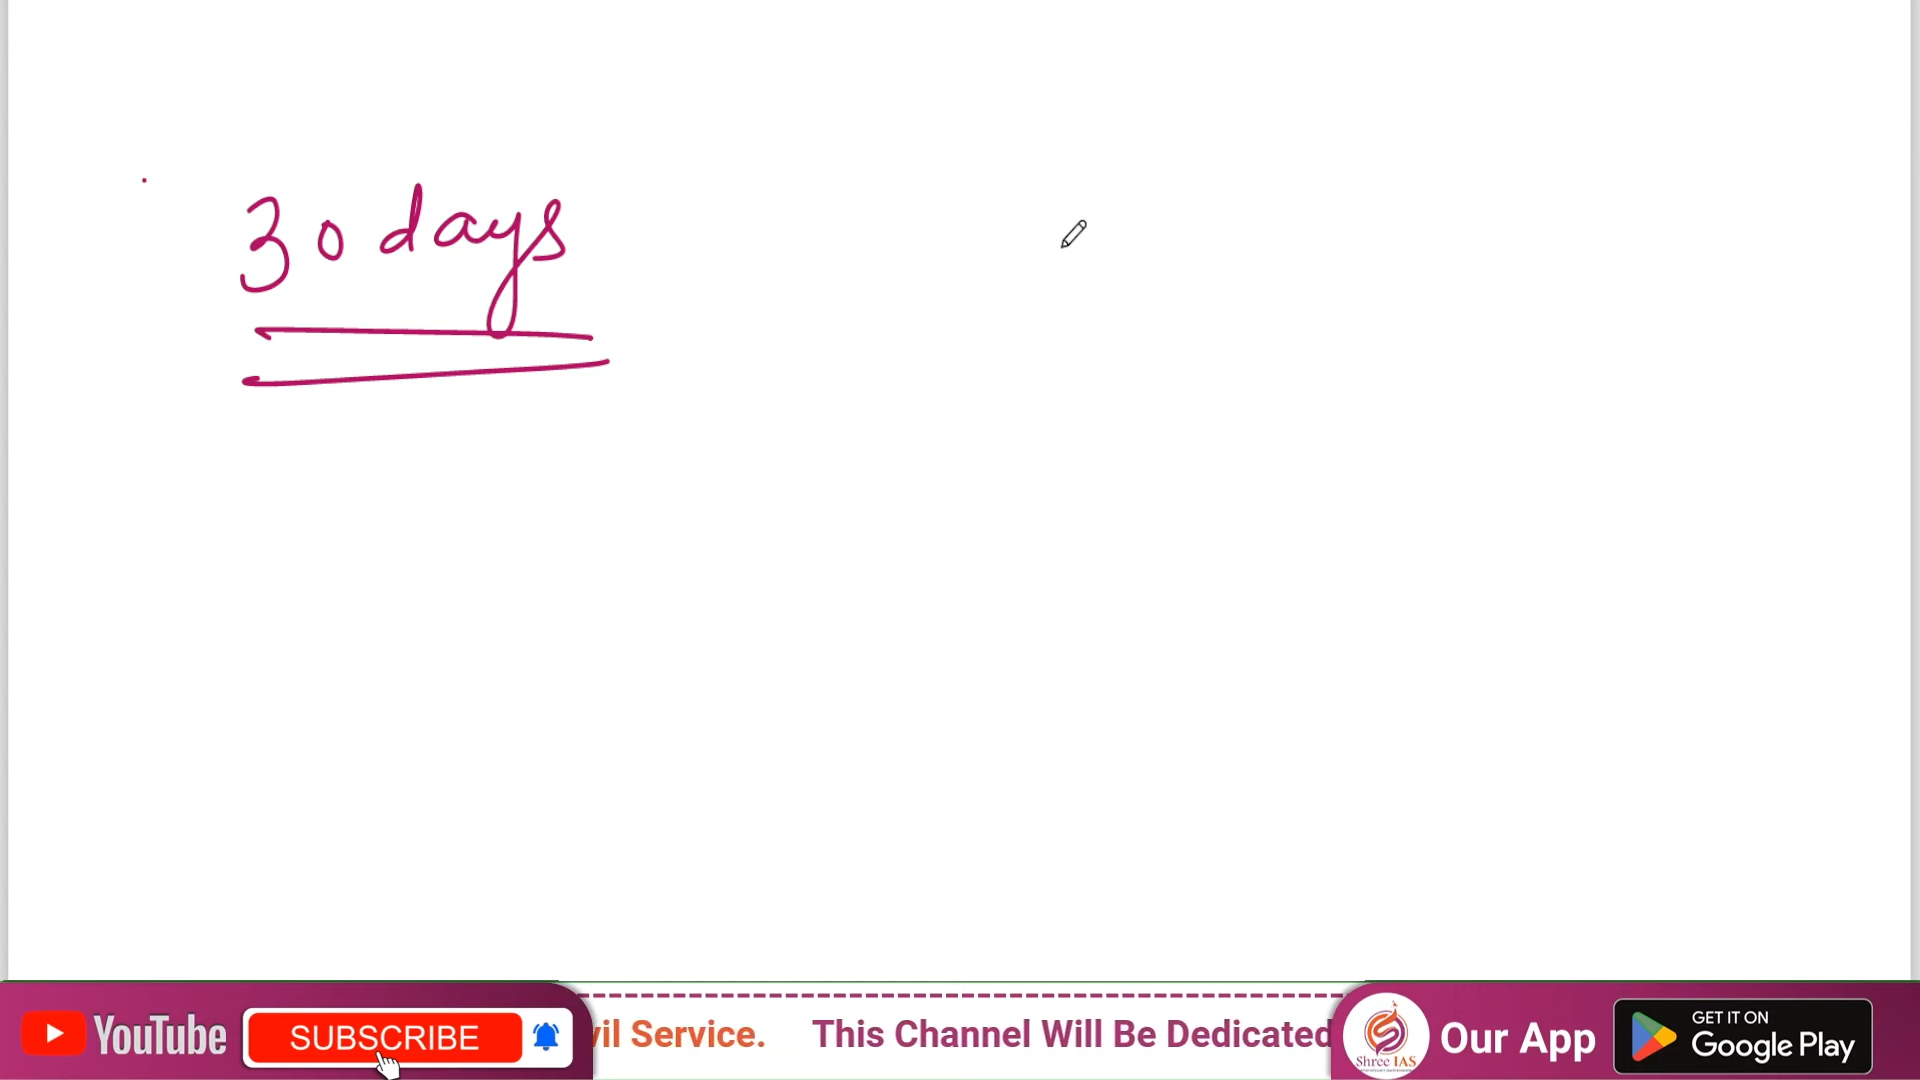 30 days
YouTube
SUBSCRIBE
vil Service. This Channel Will Be Dedicated
Shree IAS
Our App
GET IT ON
Google Play